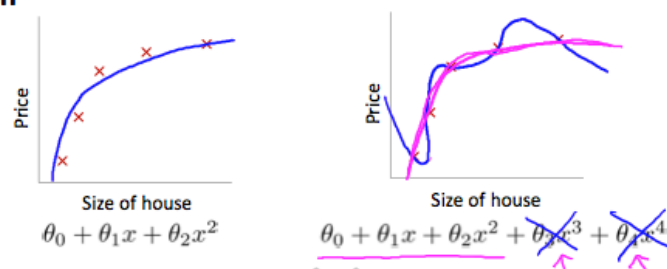 Price
Size of house
θ₀ + θ₁x + θ₂x²
Price
Size of house
θ₀ + θ₁x + θ₂x² + θ₃x³ + θ₄x⁴